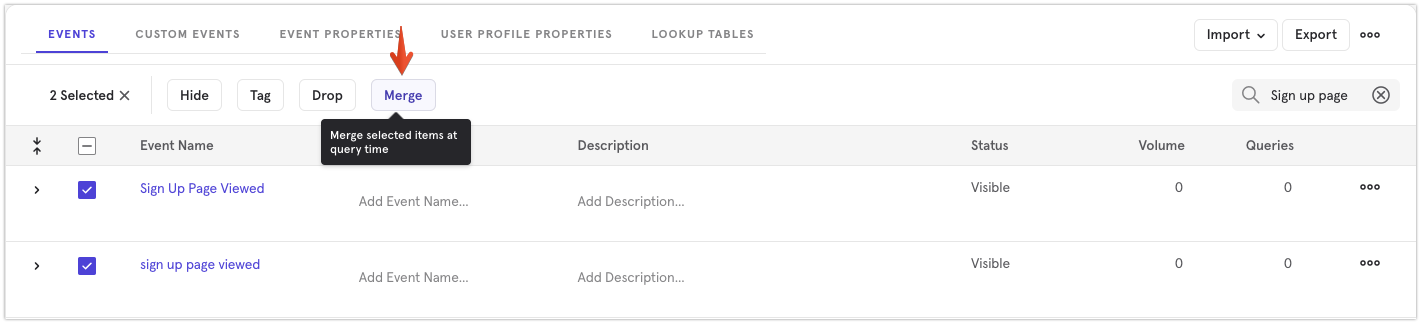 EVENTS CUSTOM EVENTS EVENT PROPERTIES USER PROFILE PROPERTIES LOOKUP TABLES Import Export
2 Selected Hide Tag Drop Merge Sign up page
Merge selected items at
query time
Event Name Description Status Volume Queries
Sign Up Page Viewed Add Event Name... Add Description... Visible 0 0
sign up page viewed Add Event Name... Add Description... Visible 0 0